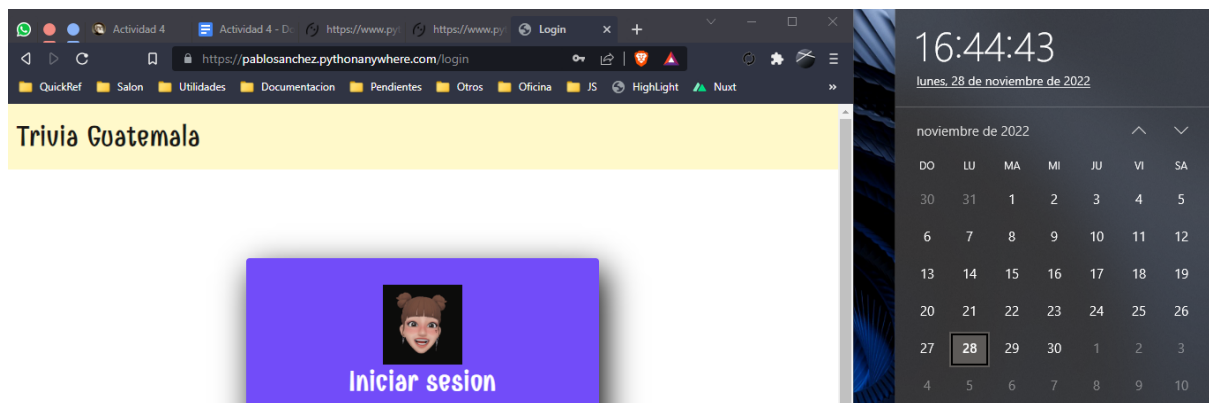 Actividad 4
Actividad 4 - Do
https://www.pyt
https://www.py
Login
https://pablosanchez.pythonanywhere.com/login
QuickRef
Salon
Utilidades
Documentacion
Pendientes
Otros
Oficina
JS
HighLight
Nuxt
Trivia Guatemala
Iniciar sesion
16:44:43
lunes, 28 de noviembre de 2022
noviembre de 2022
DO LU MA MI JU VI SA
30 31 1 2 3 4 5
6 7 8 9 10 11 12
13 14 15 16 17 18 19
20 21 22 23 24 25 26
27 28 29 30 1 2 3
4 5 6 7 8 9 10